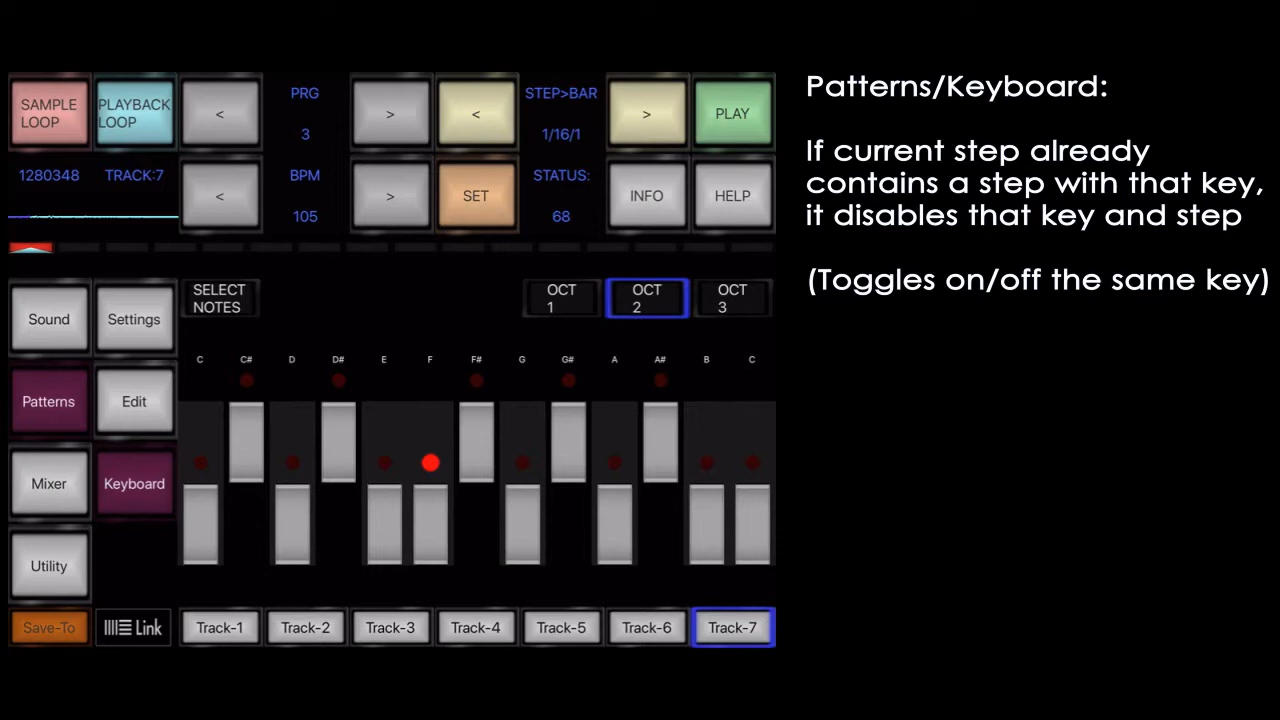 SAMPLE LOOP
PLAYBACK LOOP
<
PRG
3
>
<
STEP>BAR
1/16/1
>
PLAY
1280348
TRACK:7
<
BPM
105
>
SET
STATUS:
68
INFO
HELP
Sound
Settings
Patterns
Edit
Mixer
Keyboard
Utility
SELECT NOTES
OCT 1
OCT 2
OCT 3
C C# D D# E F F# G G# A A# B C
Save-To
Link
Track-1
Track-2
Track-3
Track-4
Track-5
Track-6
Track-7
Patterns/Keyboard:
If current step already
contains a step with that key,
it disables that key and step
(Toggles on/off the same key)